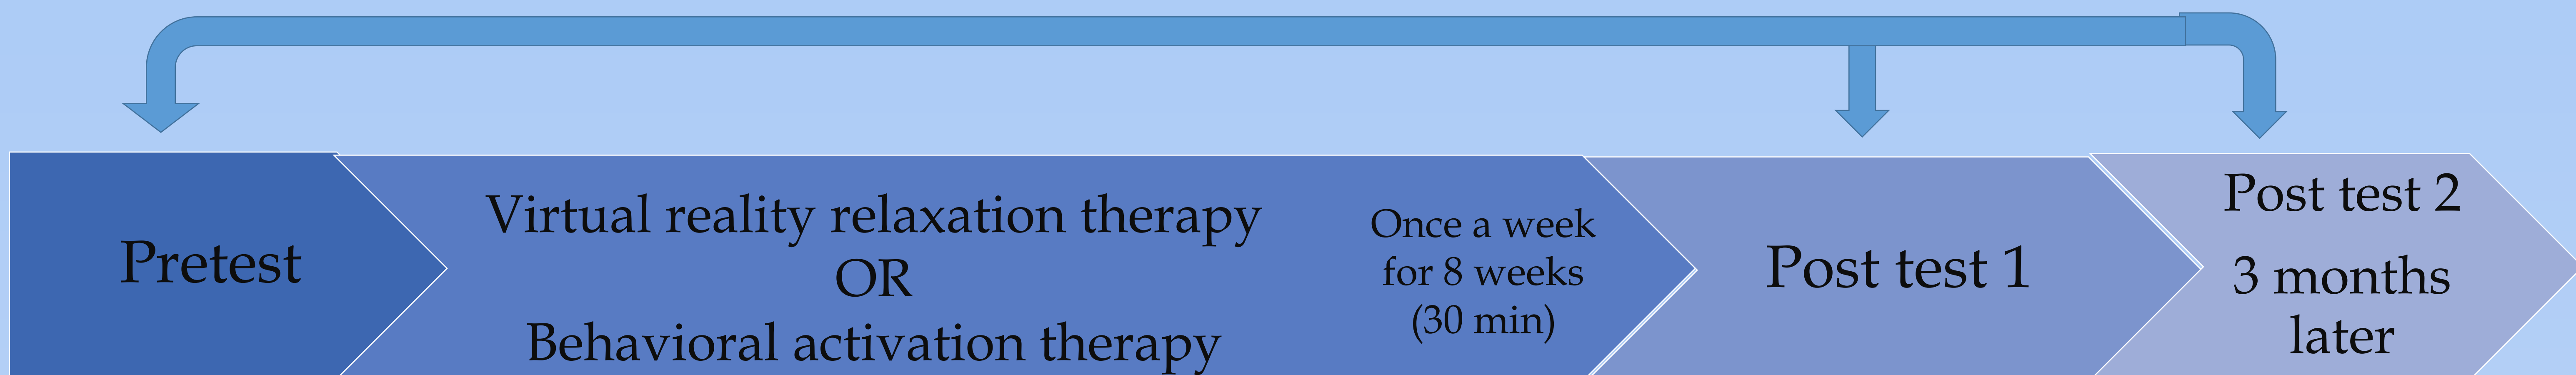 Pretest
Virtual reality relaxation therapy
OR
Behavioral activation therapy
Once a week
for 8 weeks
(30 min)
Post test 1
Post test 2
3 months
later